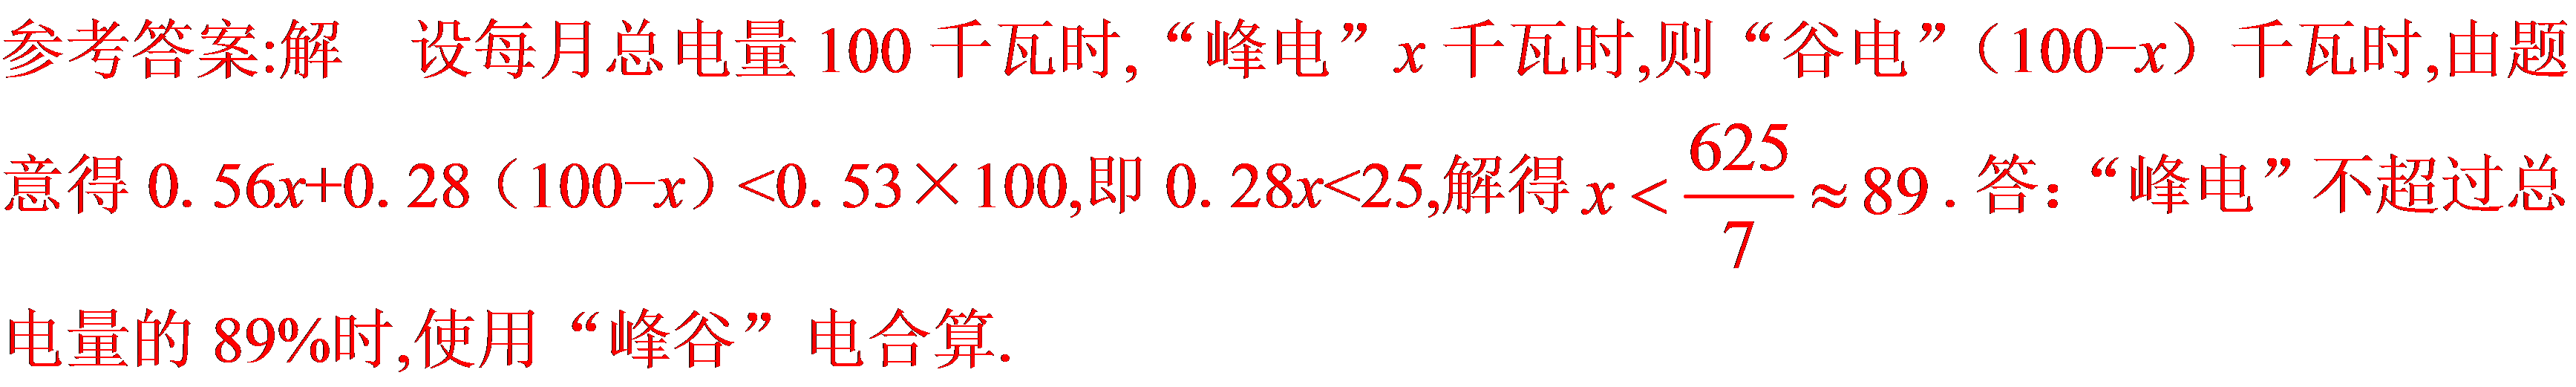 参考答案:解 设每月总电量 100 千瓦时,“峰电” x 千瓦时,则“谷电”（100-x）千瓦时,由题
意得 0. 56x+0. 28（100-x）<0. 53×100,即 0. 28x<25,解得 x < 625/7 ≈ 89 . 答：“峰电” 不超过总
电量的 89%时,使用“峰谷” 电合算.